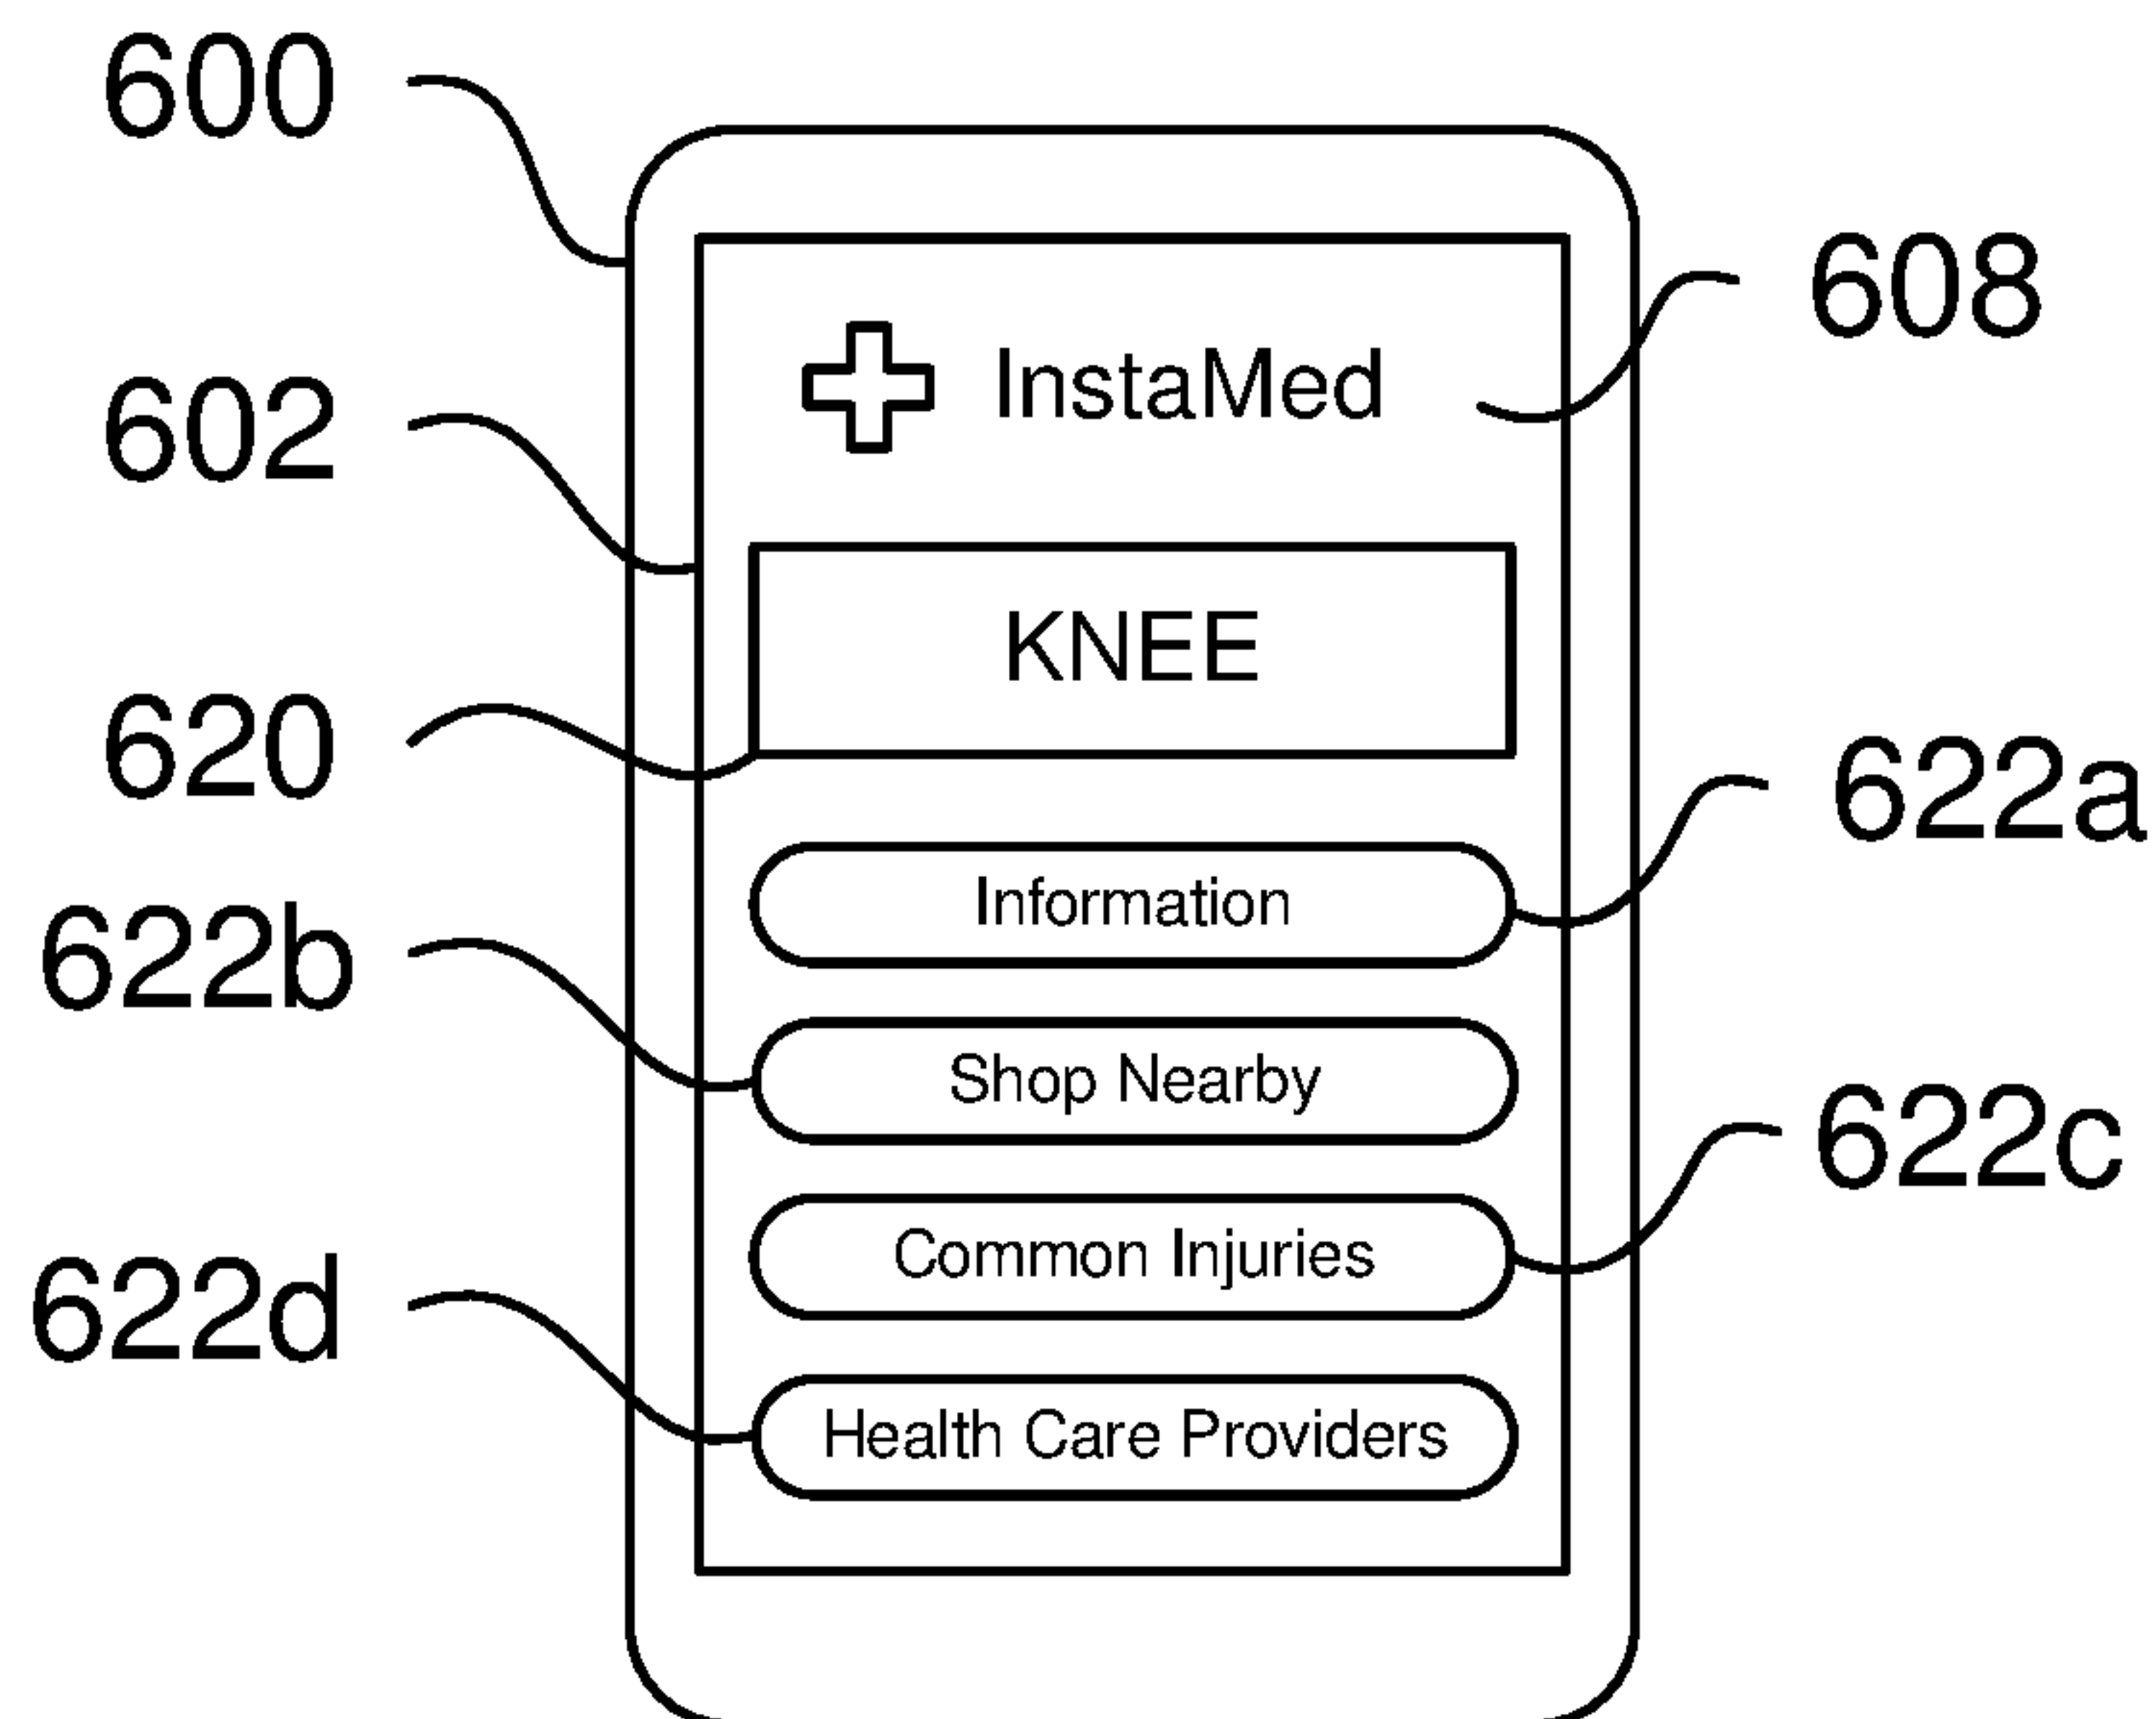 600
608
InstaMed
602
KNEE
620
622a
Information
622b
Shop Nearby
622c
Common Injuries
622d
Health Care Providers